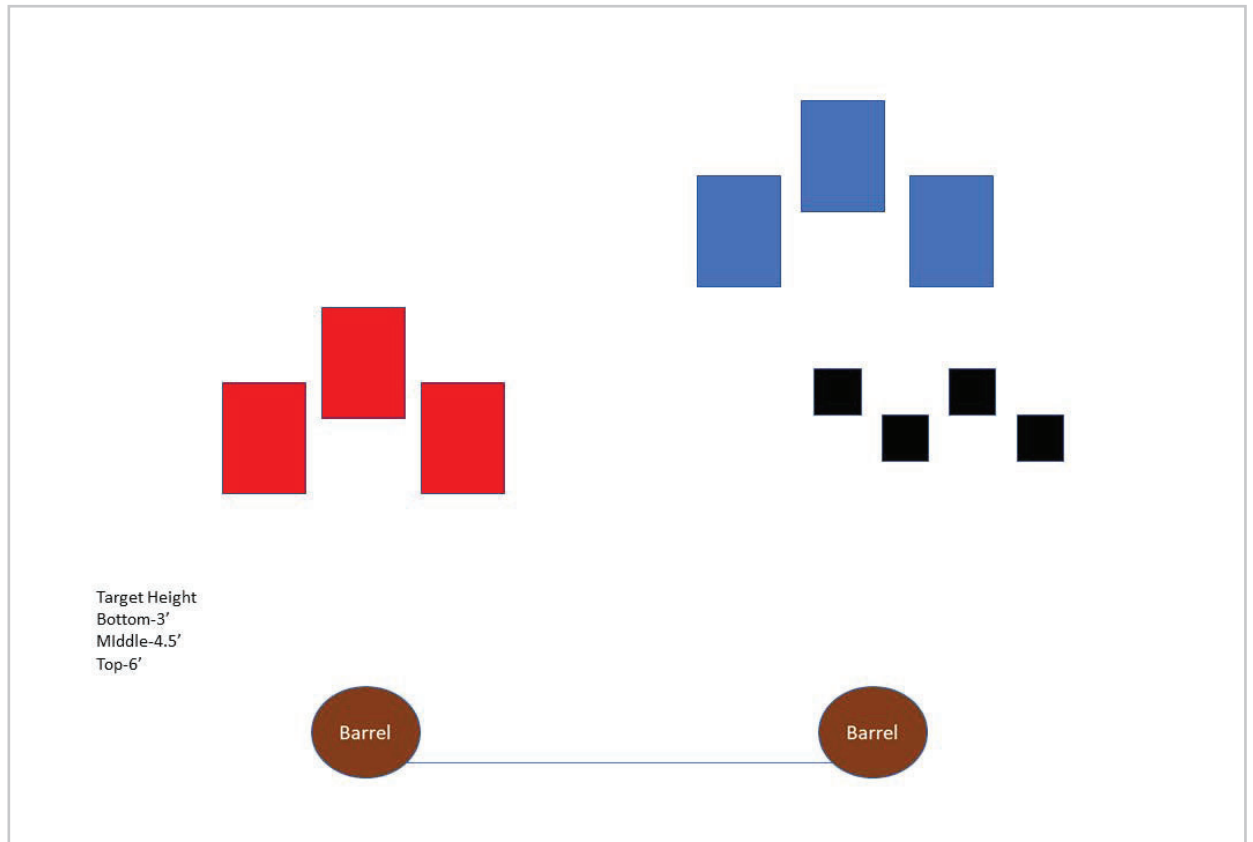 Target Height
Bottom-3’
MIddle-4.5’
Top-6’
Barrel
Barrel